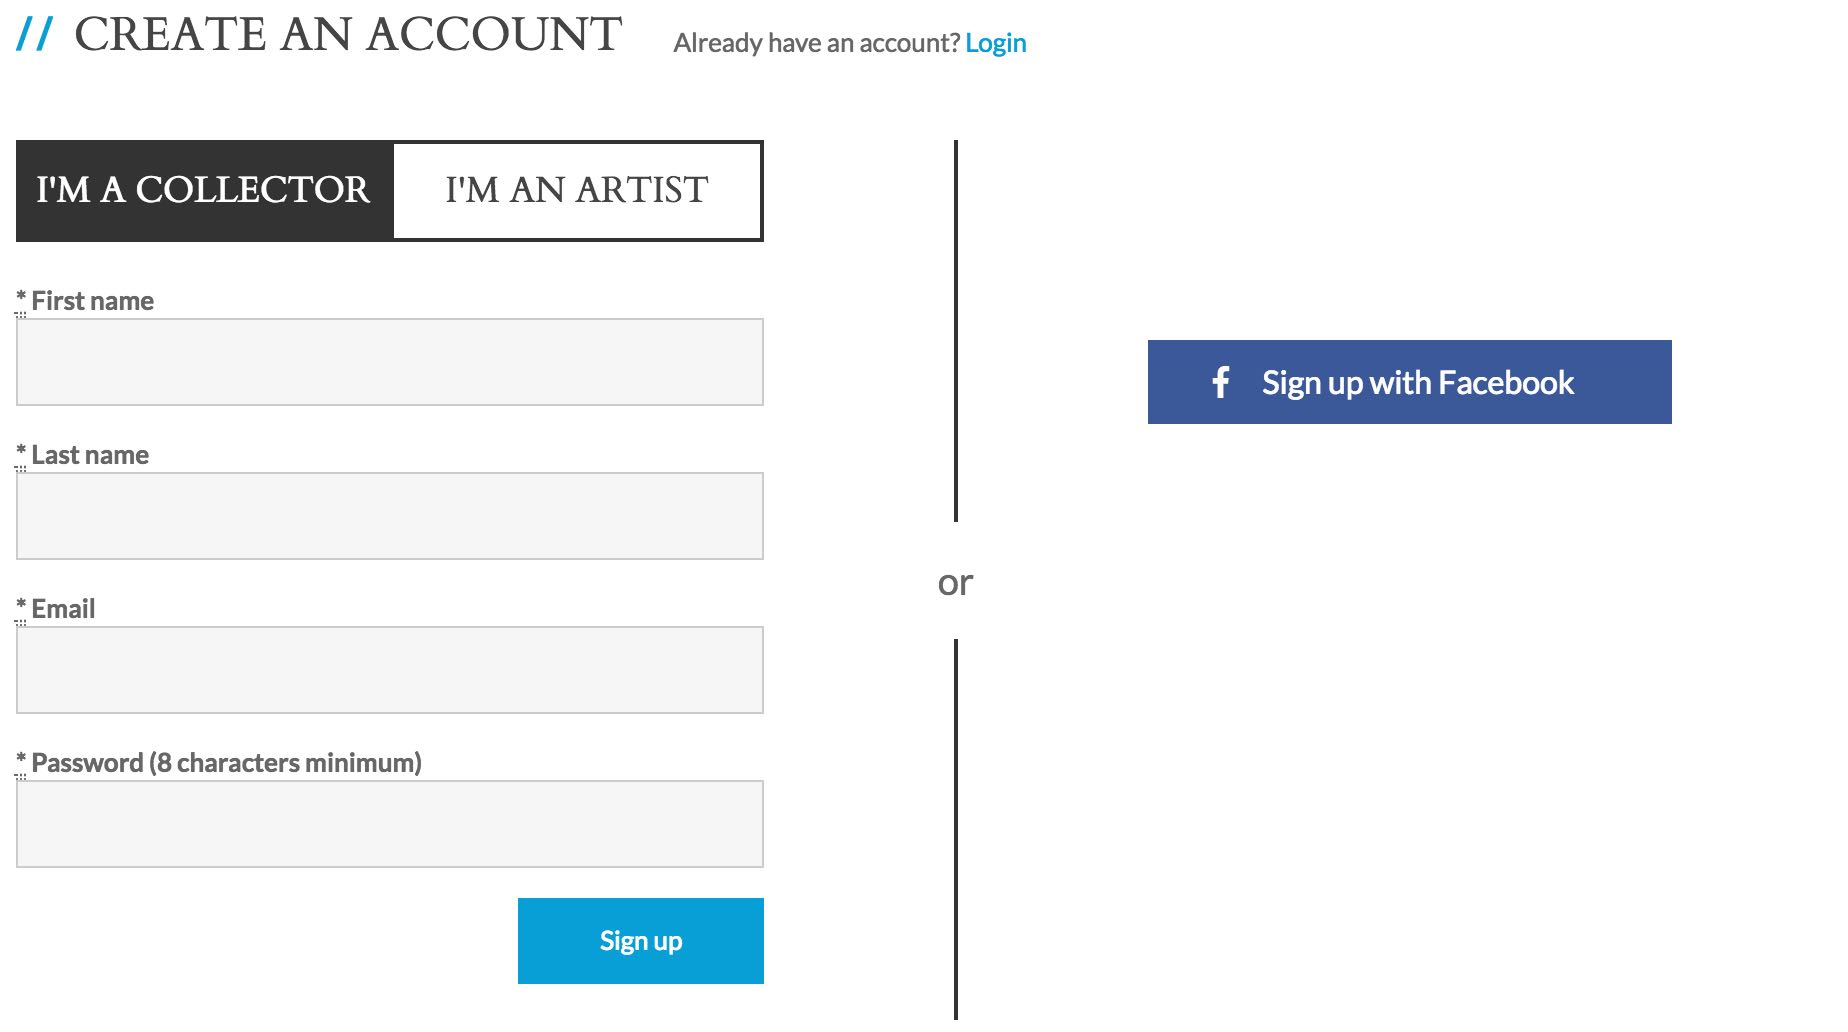 // CREATE AN ACCOUNT
Already have an account? Login
I'M A COLLECTOR
I'M AN ARTIST
* First name
* Last name
* Email
* Password (8 characters minimum)
Sign up
or
f Sign up with Facebook